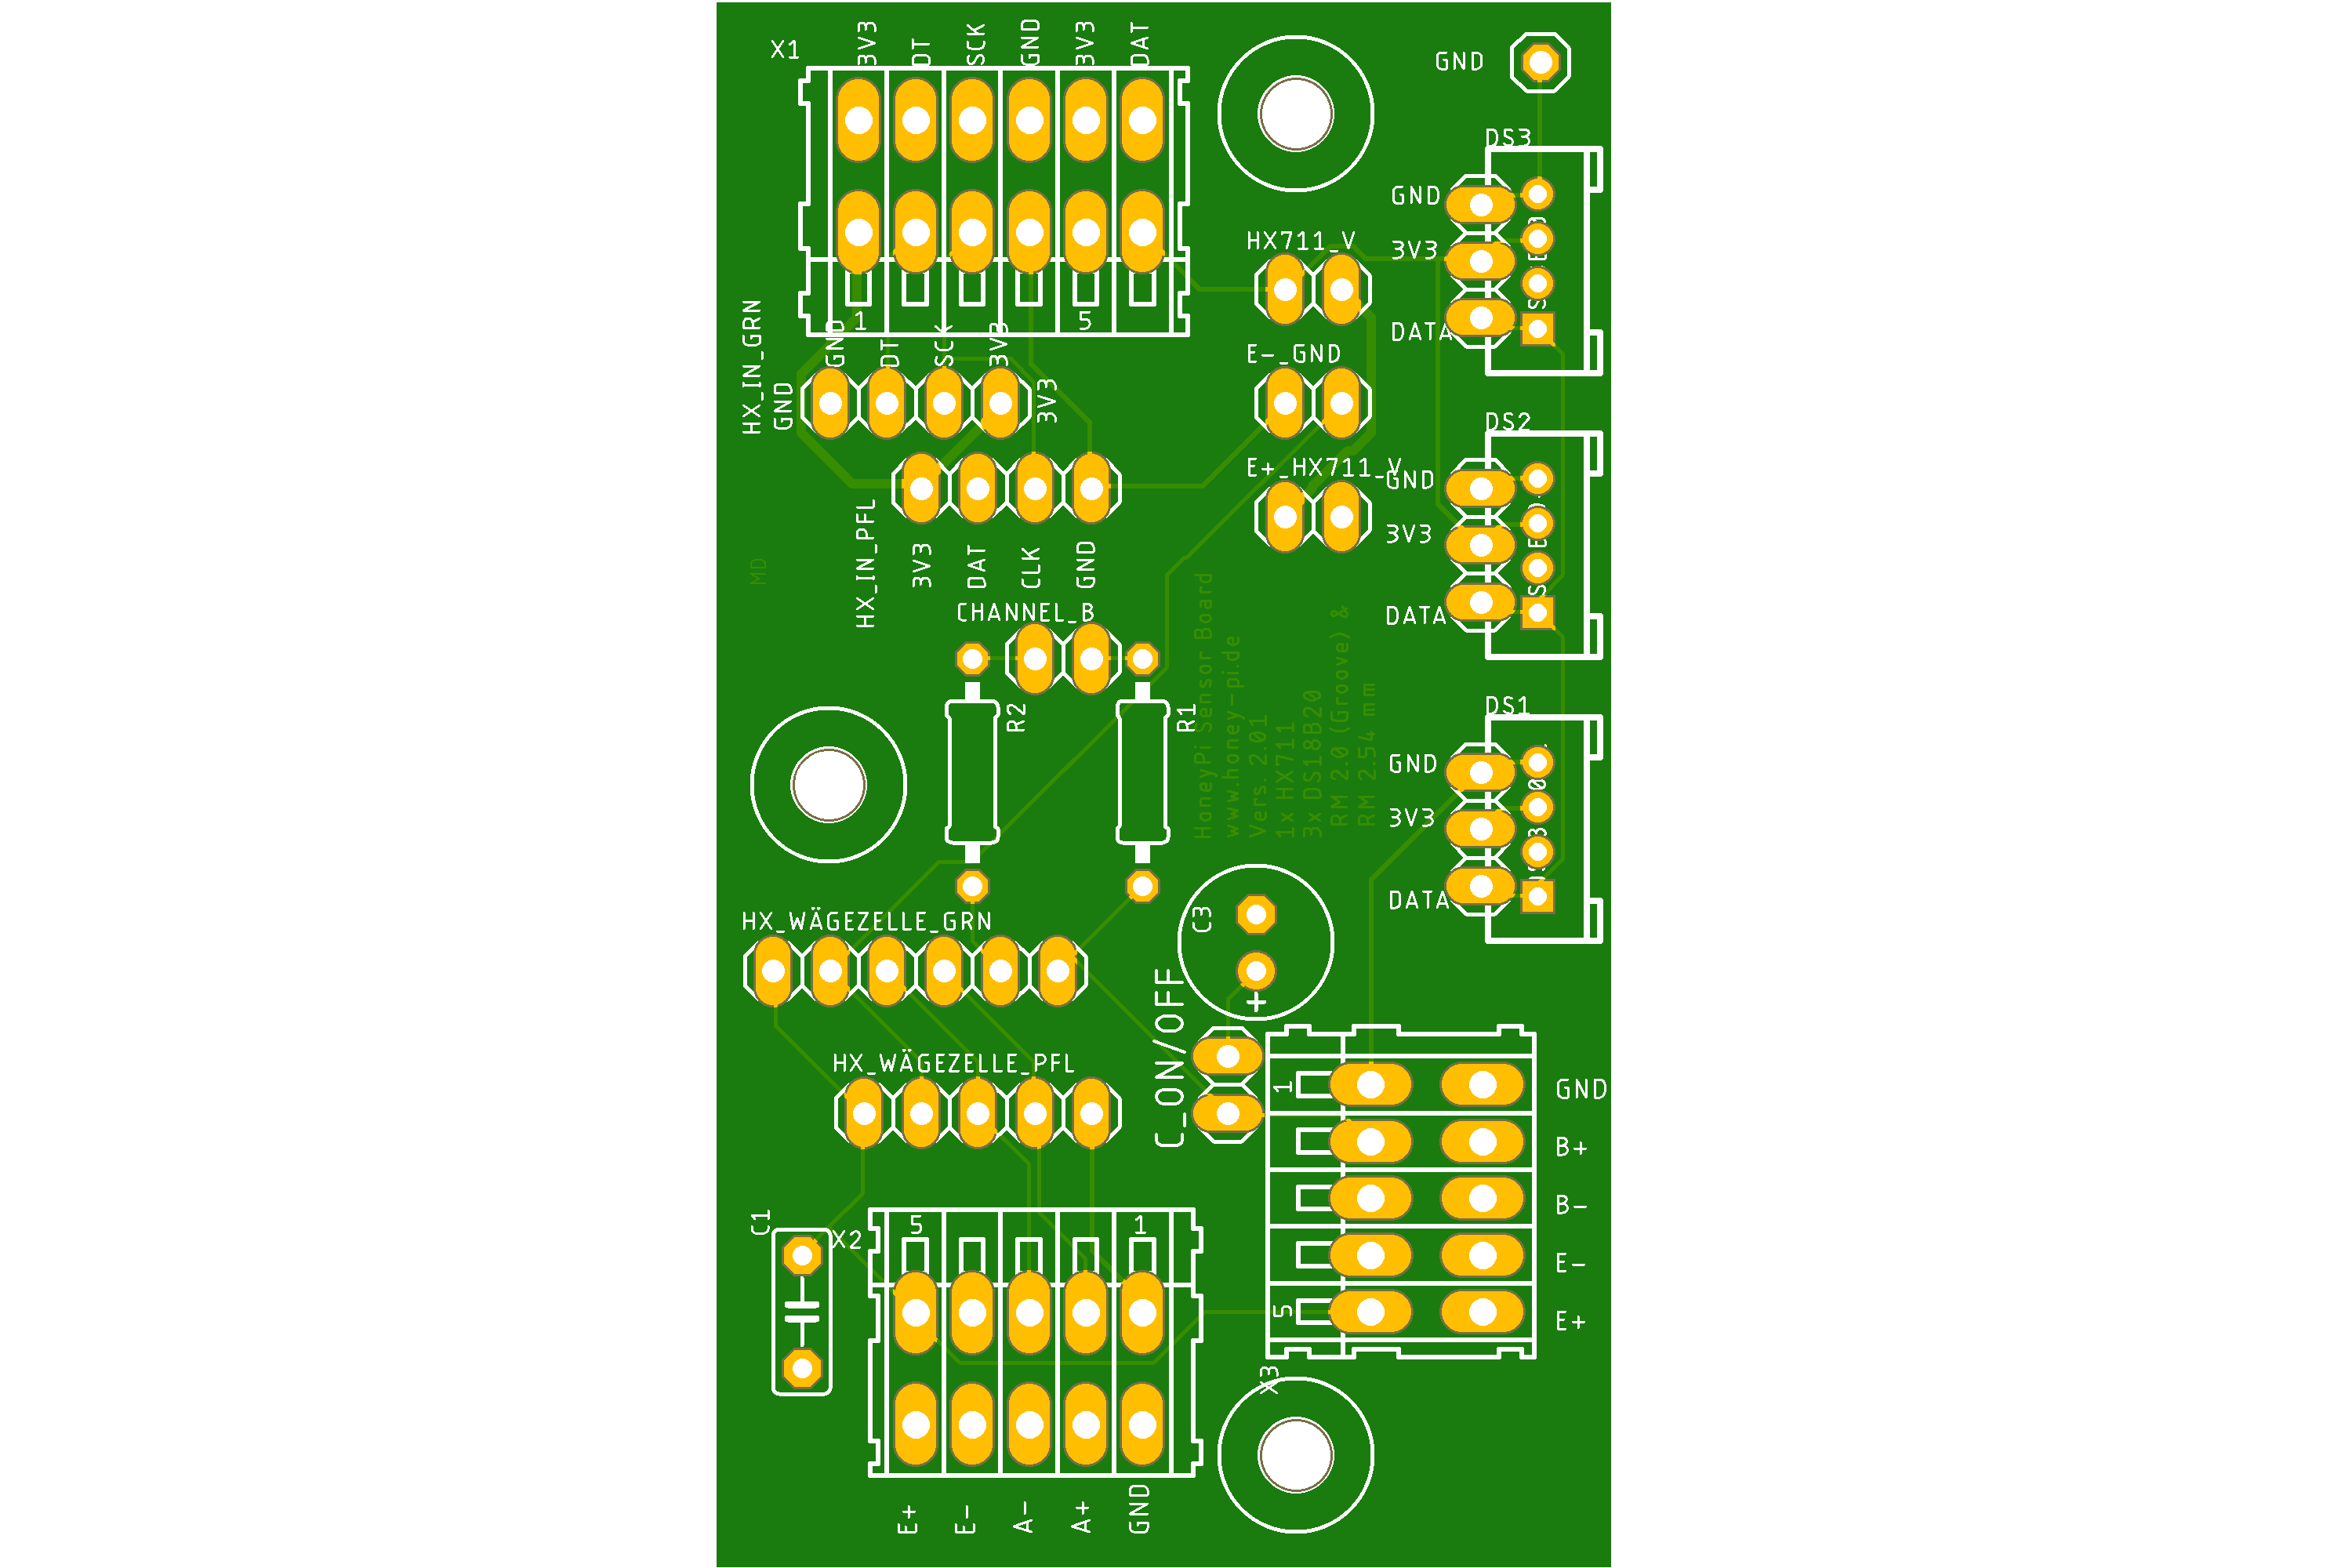 X1
3V3
DT
SCK
GND
3V3
DAT
GND
DS3
GND
3V3
DATA
HX711_V
1
5
HX_IN_GRN
GND
GND
DT
SCK
3V3
3V3
E-_GND
DS2
E+_HX711_V
GND
3V3
DATA
HX_IN_PFL
3V3
DAT
CLK
GND
MD
CHANNEL_B
R2
R1
HoneyPi Sensor Board
www.honey-pi.de
Vers. 2.01
1x HX711
3x DS18B20
RM 2.0 (Groove) &
RM 2.54 mm
DS1
GND
3V3
DATA
HX_WÄGEZELLE_GRN
C3
+
C_ON/OFF
HX_WÄGEZELLE_PFL
1
GND
B+
B-
E-
E+
5
X3
C1
X2
5
1
E+
E-
A-
A+
GND